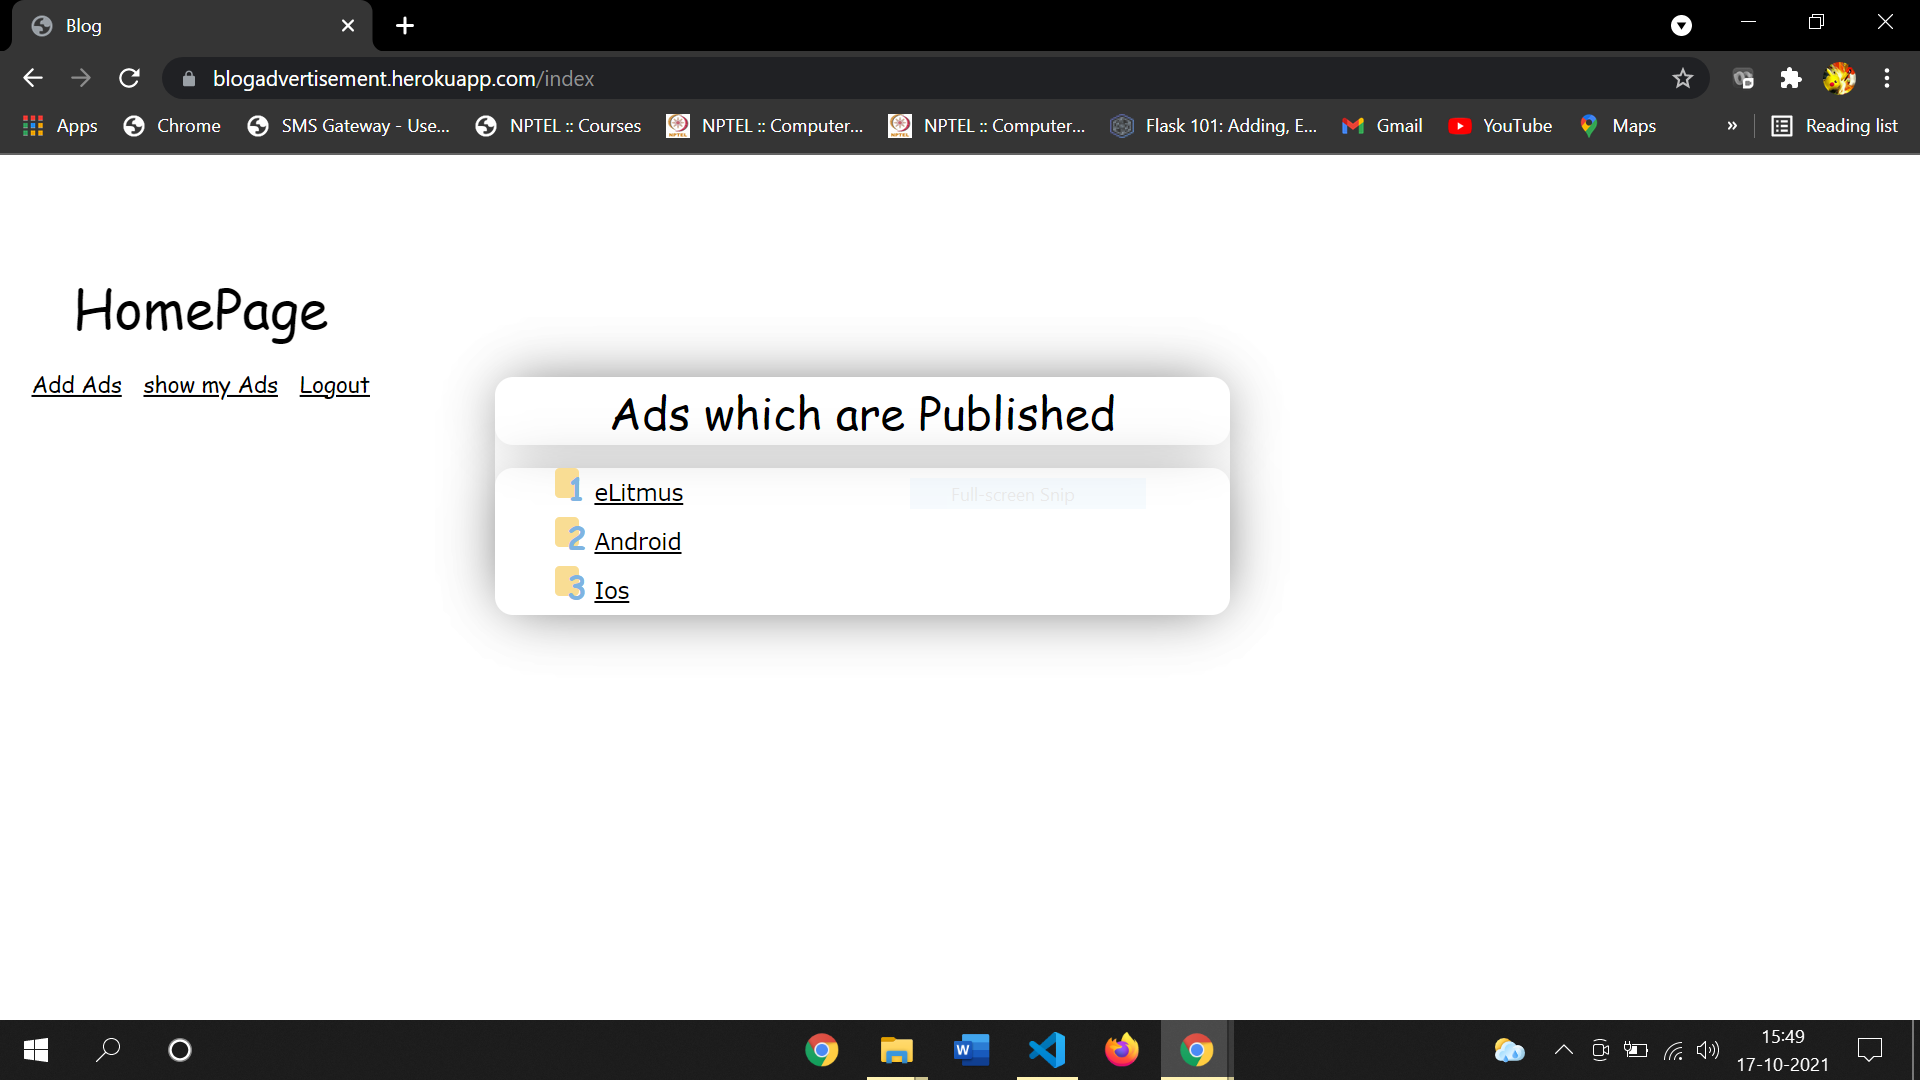 Blog
blogadvertisement.herokuapp.com/index
Apps Chrome SMS Gateway - Use... NPTEL :: Courses NPTEL :: Computer... NPTEL :: Computer... Flask 101: Adding, E... Gmail YouTube Maps » Reading list
HomePage
Add Ads show my Ads Logout
Ads which are Published
1 eLitmus
Full-screen Snip
2 Android
3 Ios
15:49
17-10-2021